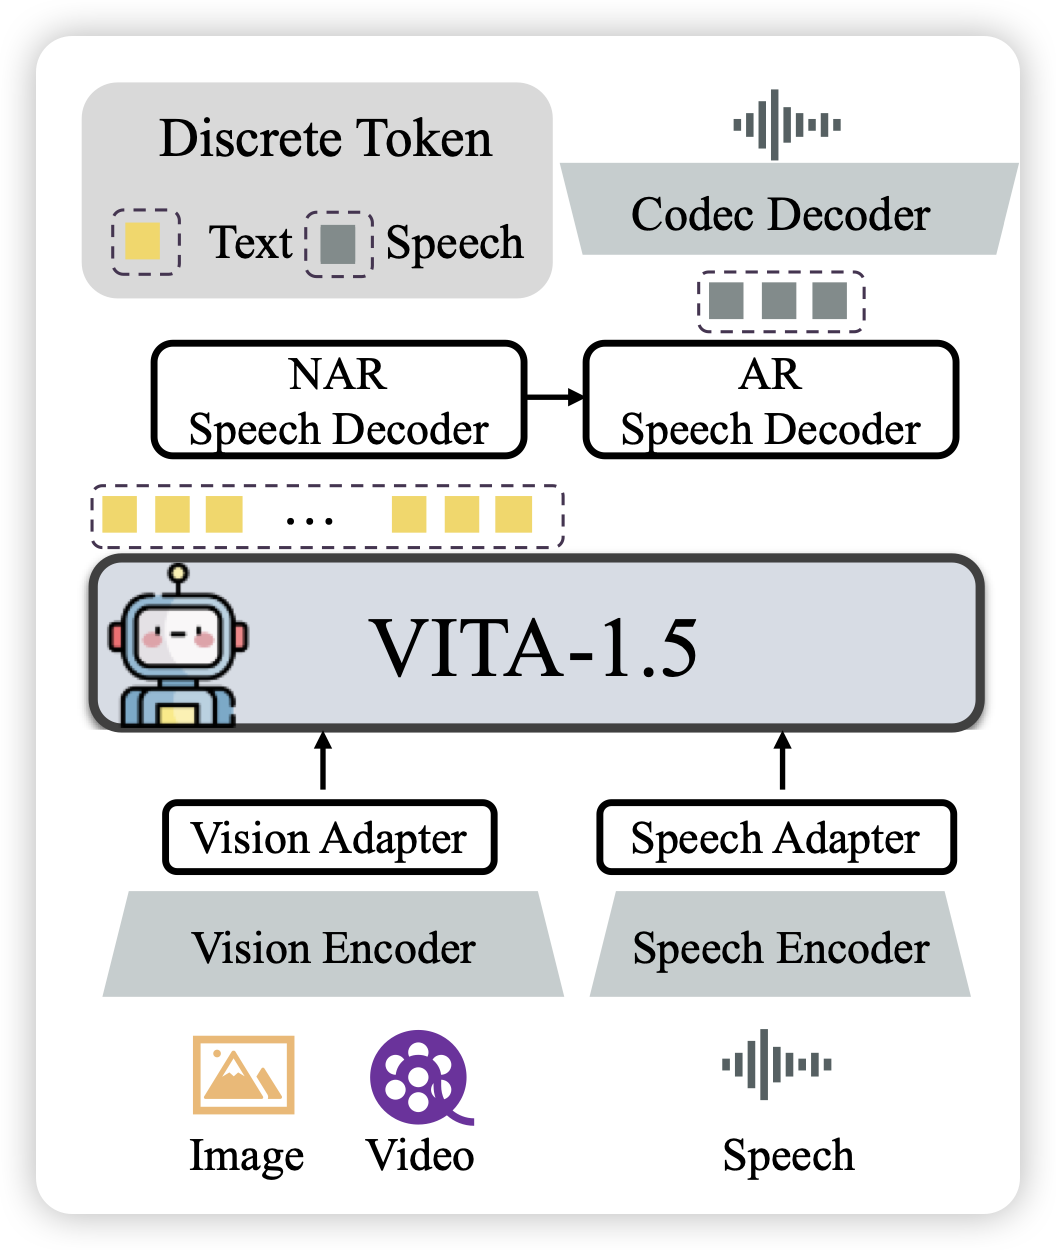 Discrete Token
Text
Speech
Codec Decoder
NAR
Speech Decoder
AR
Speech Decoder
...
VITA-1.5
Vision Adapter
Speech Adapter
Vision Encoder
Speech Encoder
Image
Video
Speech